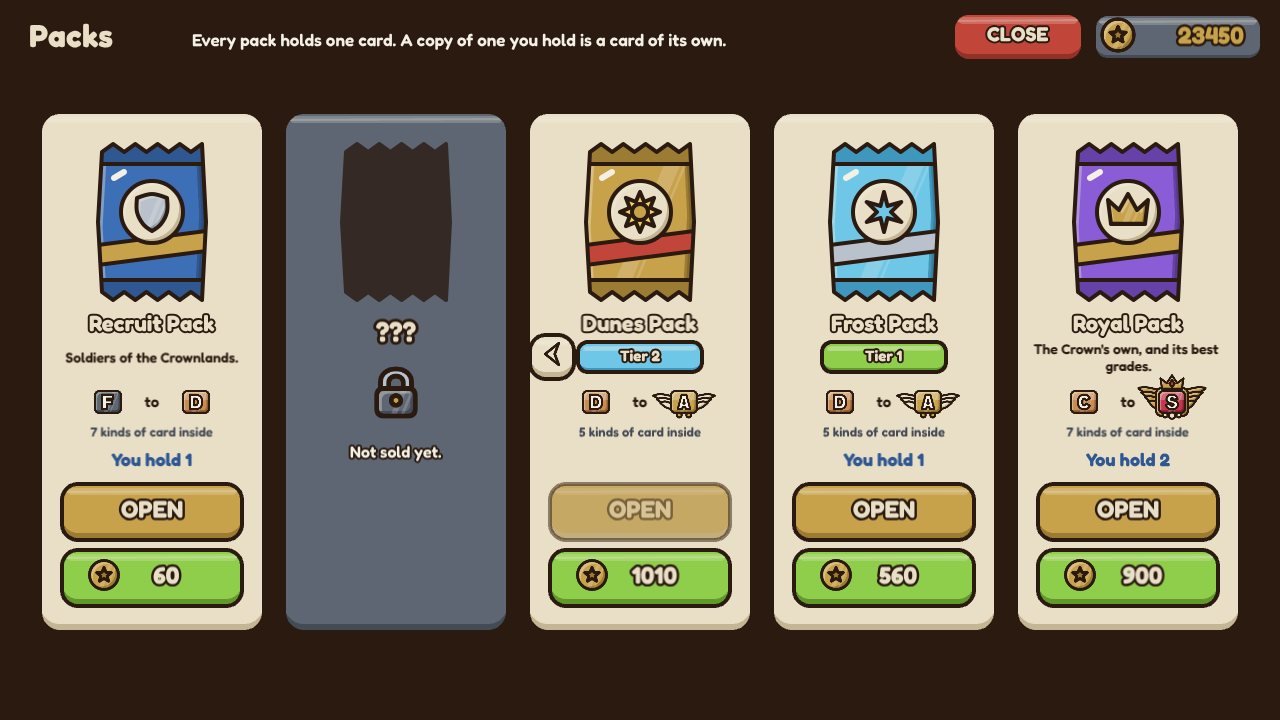 Packs
Every pack holds one card. A copy of one you hold is a card of its own.
CLOSE
23450
Recruit Pack
Soldiers of the Crownlands.
F to D
7 kinds of card inside
You hold 1
OPEN
60
???
Not sold yet.
Dunes Pack
Tier 2
D to A
5 kinds of card inside
OPEN
1010
Frost Pack
Tier 1
D to A
5 kinds of card inside
You hold 1
OPEN
560
Royal Pack
The Crown's own, and its best
grades.
C to S
7 kinds of card inside
You hold 2
OPEN
900